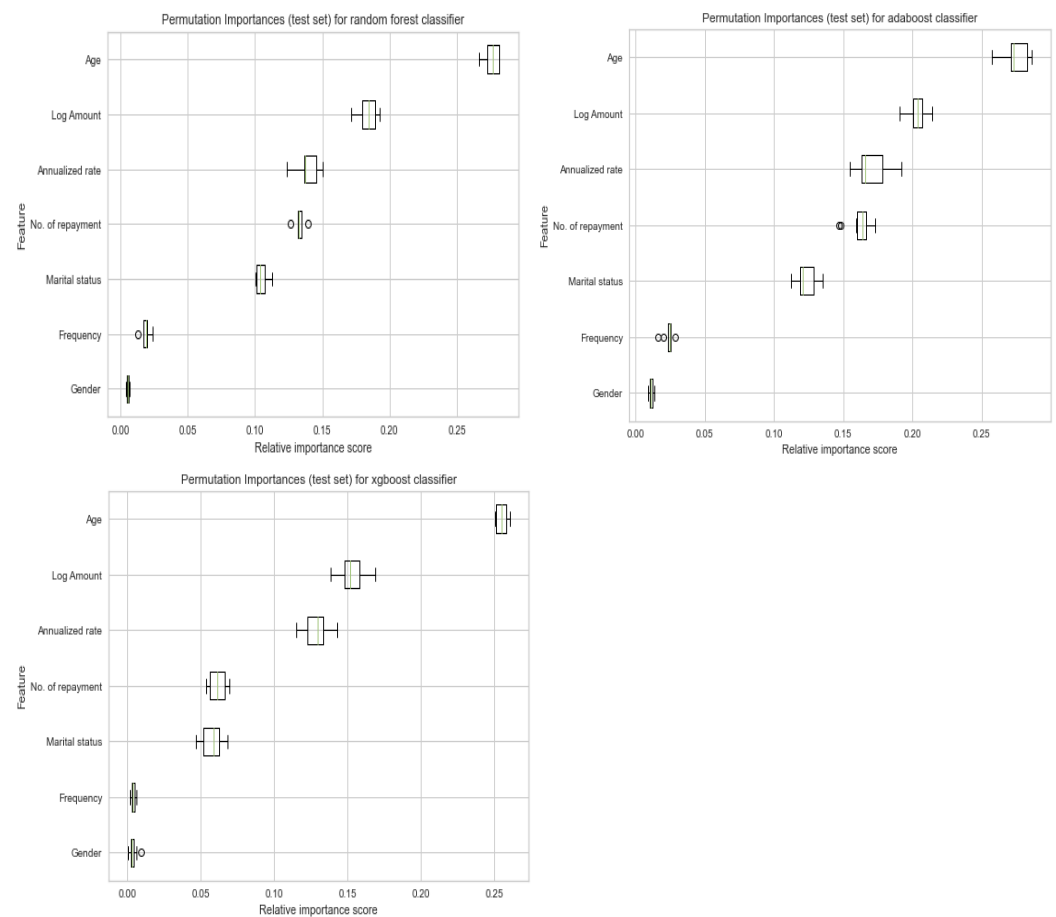 Permutation Importances (test set) for random forest classifier
Age
Log Amount
Annualized rate
No. of repayment
Marital status
Frequency
Gender
Feature
0.00 0.05 0.10 0.15 0.20 0.25
Relative importance score
Permutation Importances (test set) for adaboost classifier
Age
Log Amount
Annualized rate
No. of repayment
Marital status
Frequency
Gender
Feature
0.00 0.05 0.10 0.15 0.20 0.25
Relative importance score
Permutation Importances (test set) for xgboost classifier
Age
Log Amount
Annualized rate
No. of repayment
Marital status
Frequency
Gender
Feature
0.00 0.05 0.10 0.15 0.20 0.25
Relative importance score